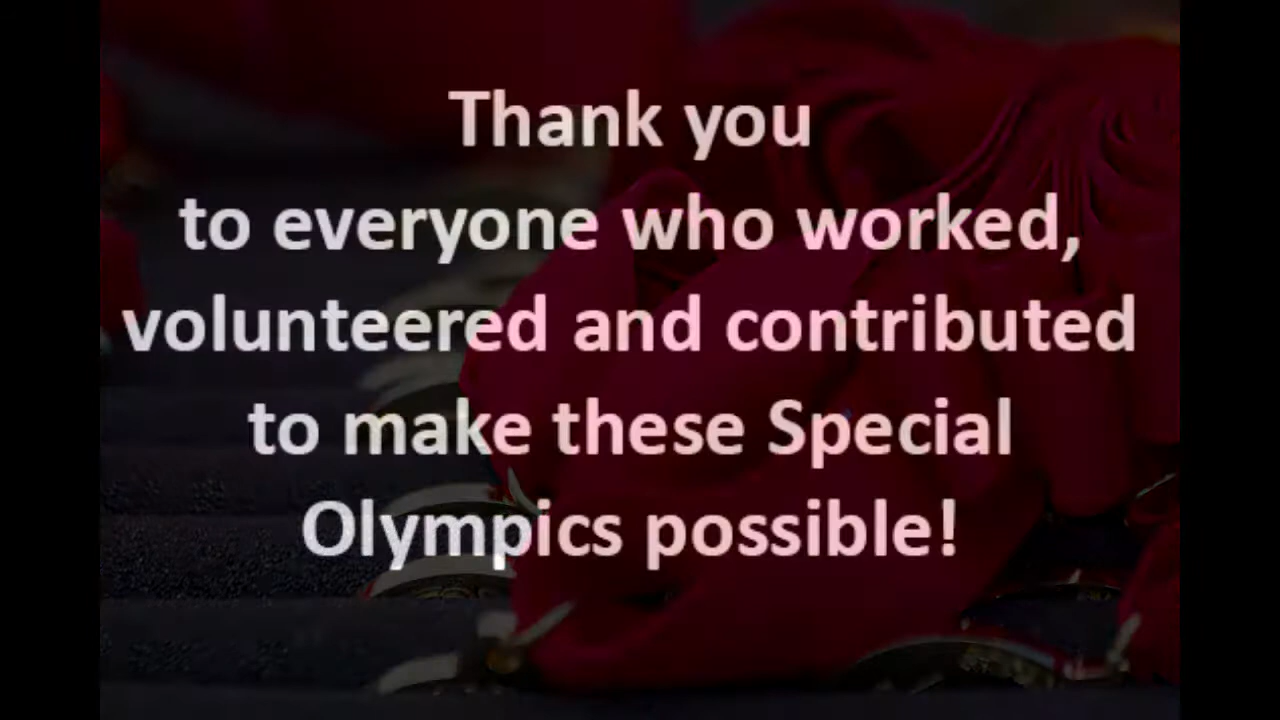 Thank you
to everyone who worked,
volunteered and contributed
to make these Special
Olympics possible!